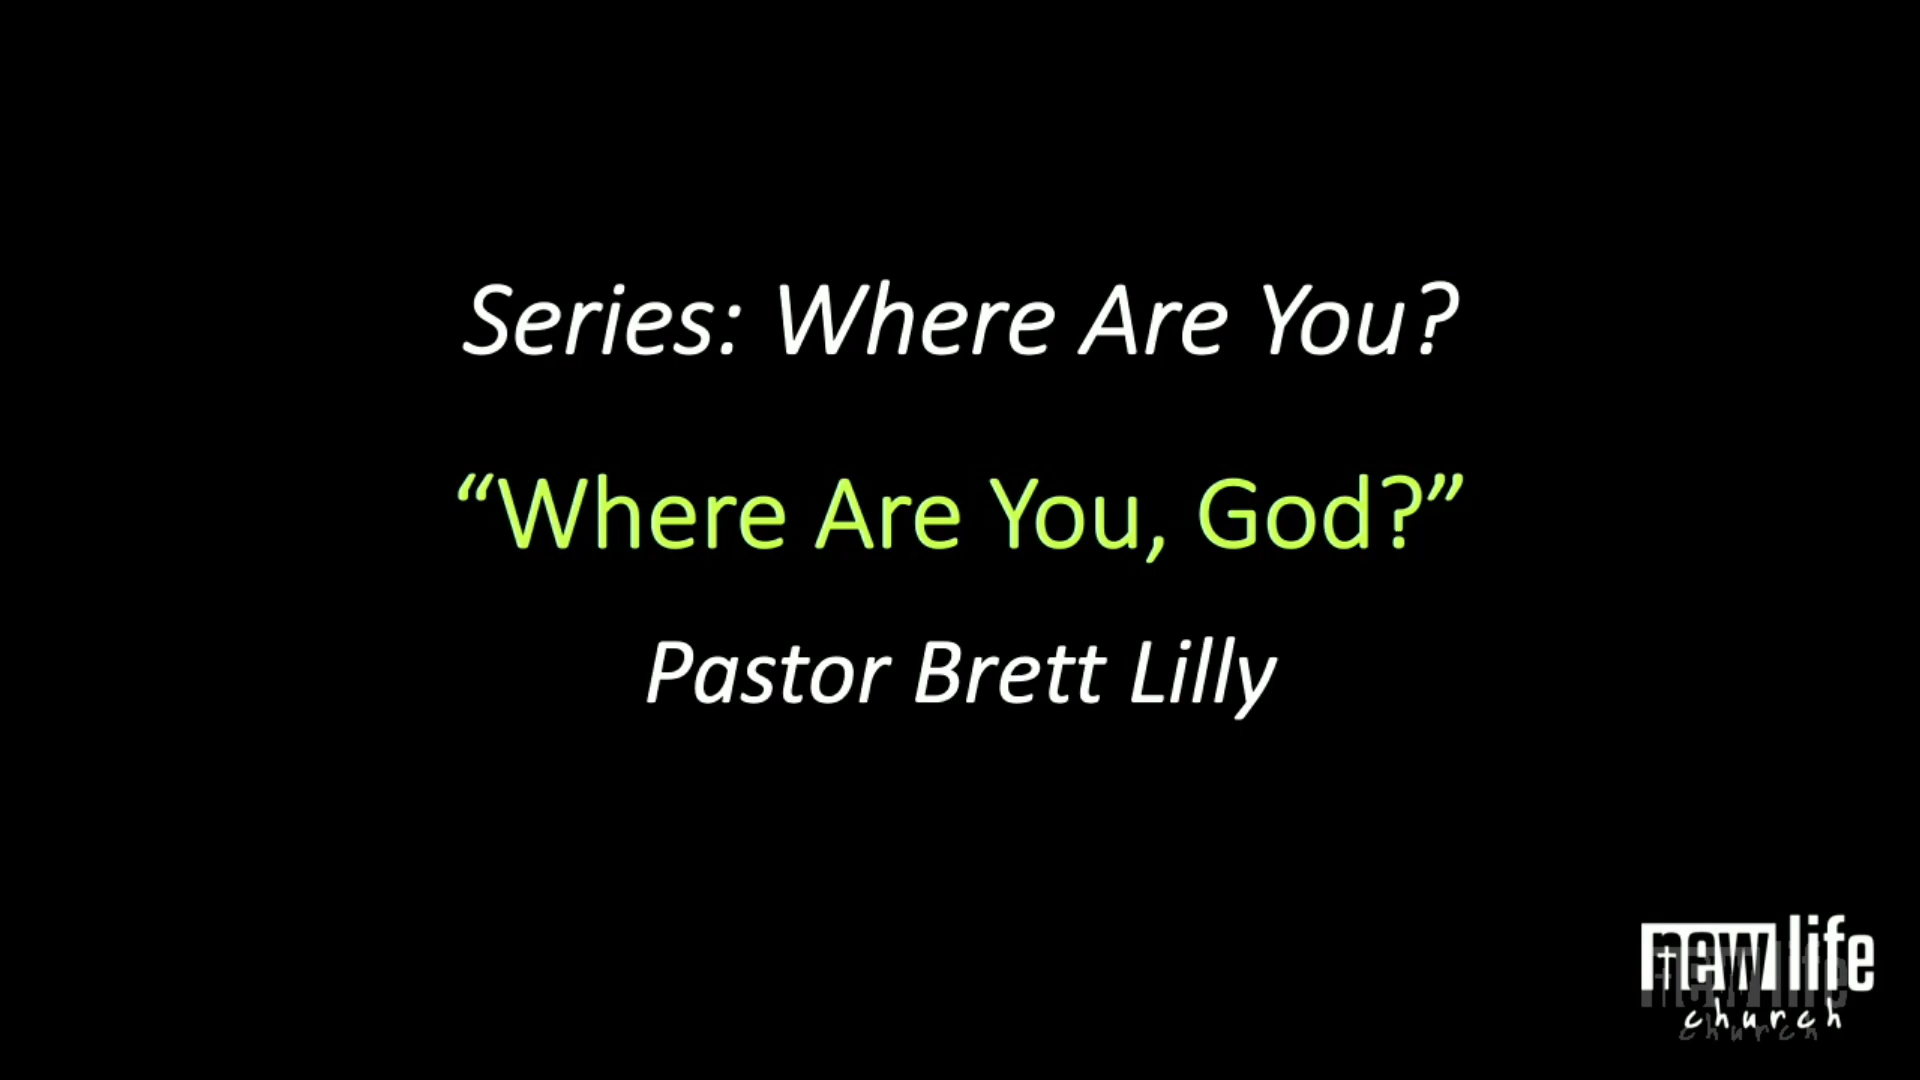 Series: Where Are You?
“Where Are You, God?”
Pastor Brett Lilly
new life
church